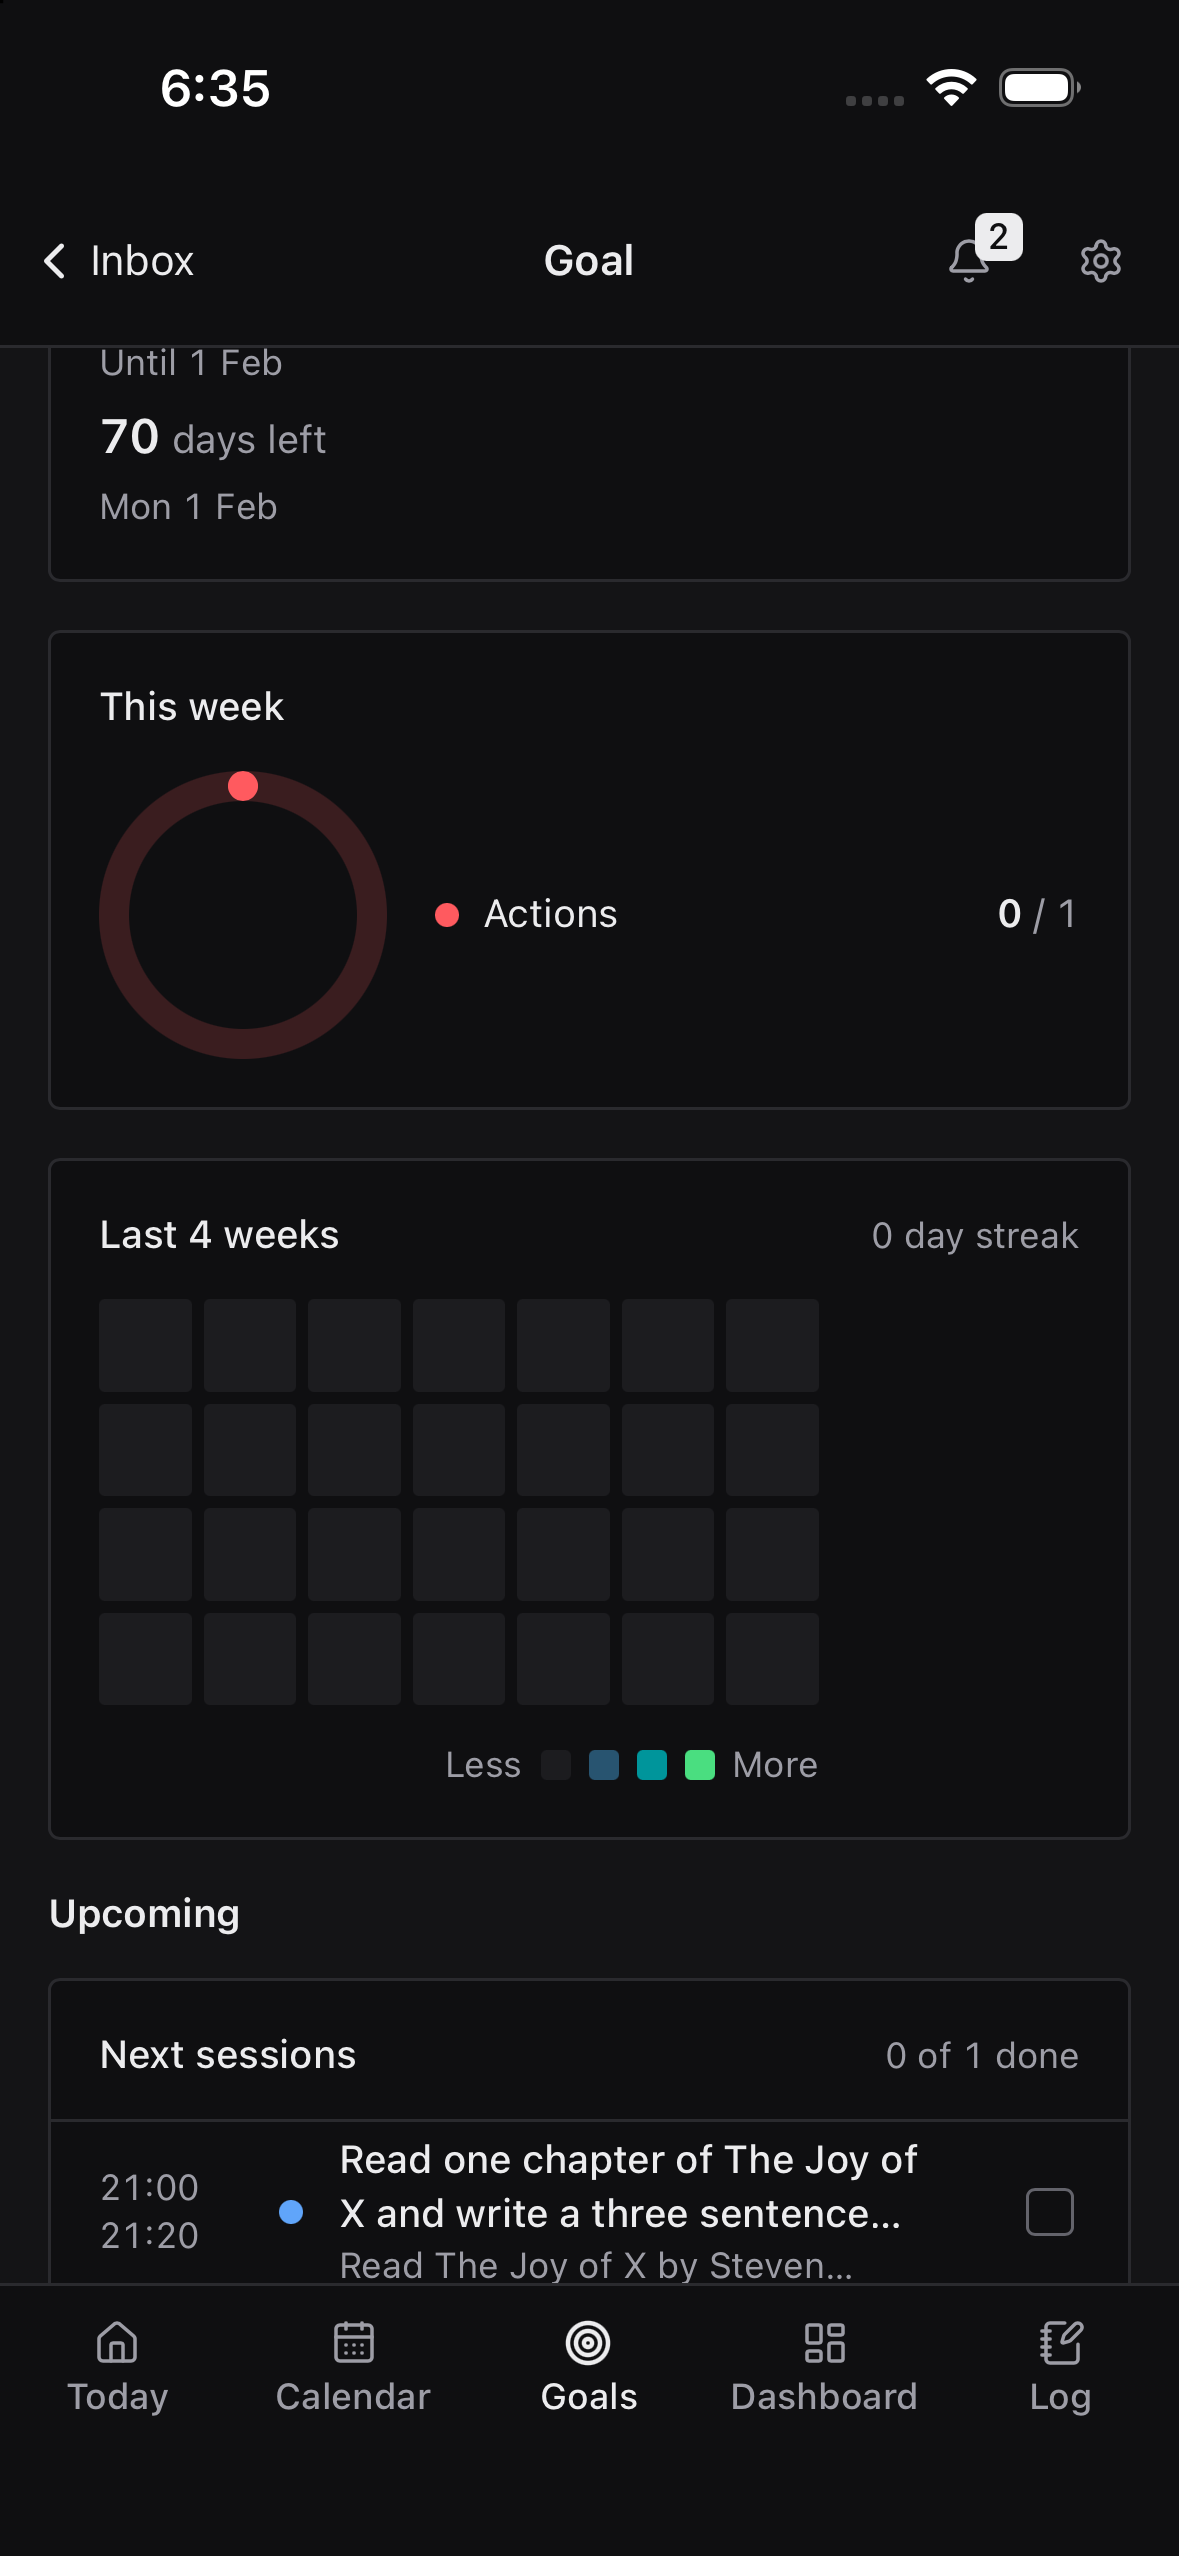 6:35
Inbox
Goal
2
Until 1 Feb
70 days left
Mon 1 Feb
This week
Actions
0 / 1
Last 4 weeks
0 day streak
Less
More
Upcoming
Next sessions
0 of 1 done
21:00
21:20
Read one chapter of The Joy of
X and write a three sentence...
Read The Joy of X by Steven...
Today
Calendar
Goals
Dashboard
Log